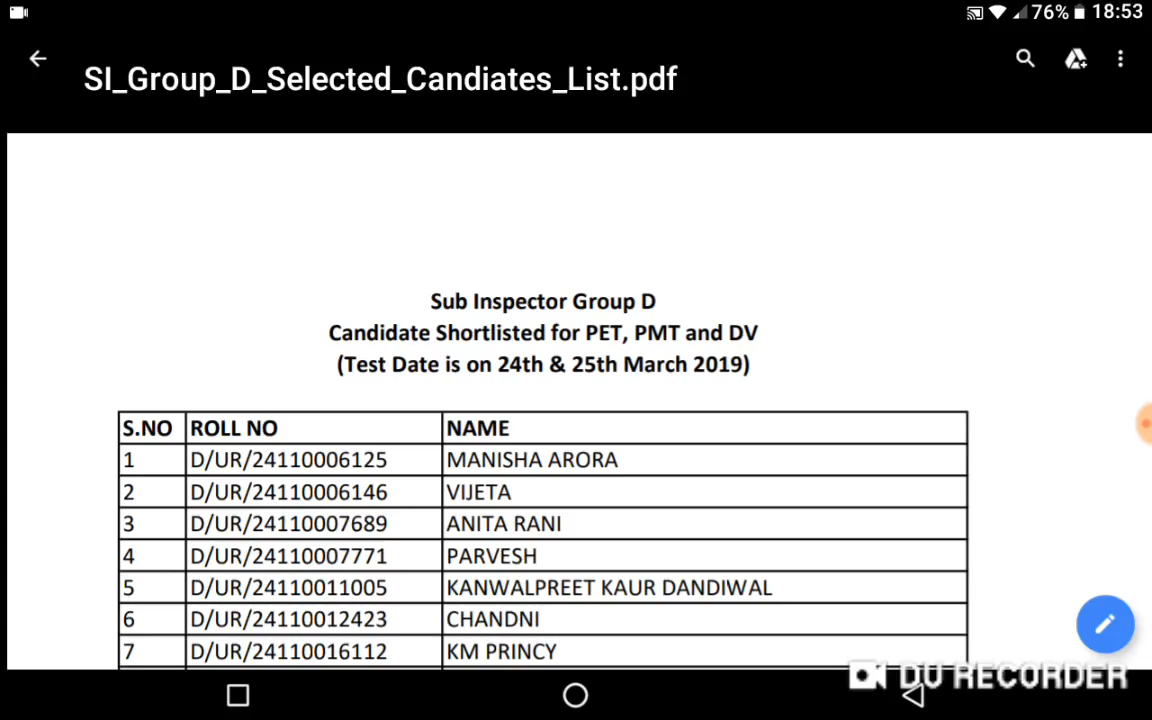 76% 18:53
SI_Group_D_Selected_Candiates_List.pdf
Sub Inspector Group D
Candidate Shortlisted for PET, PMT and DV
(Test Date is on 24th & 25th March 2019)
S.NO ROLL NO NAME
1 D/UR/24110006125 MANISHA ARORA
2 D/UR/24110006146 VIJETA
3 D/UR/24110007689 ANITA RANI
4 D/UR/24110007771 PARVESH
5 D/UR/24110011005 KANWALPREET KAUR DANDIWAL
6 D/UR/24110012423 CHANDNI
7 D/UR/24110016112 KM PRINCY
DU RECORDER